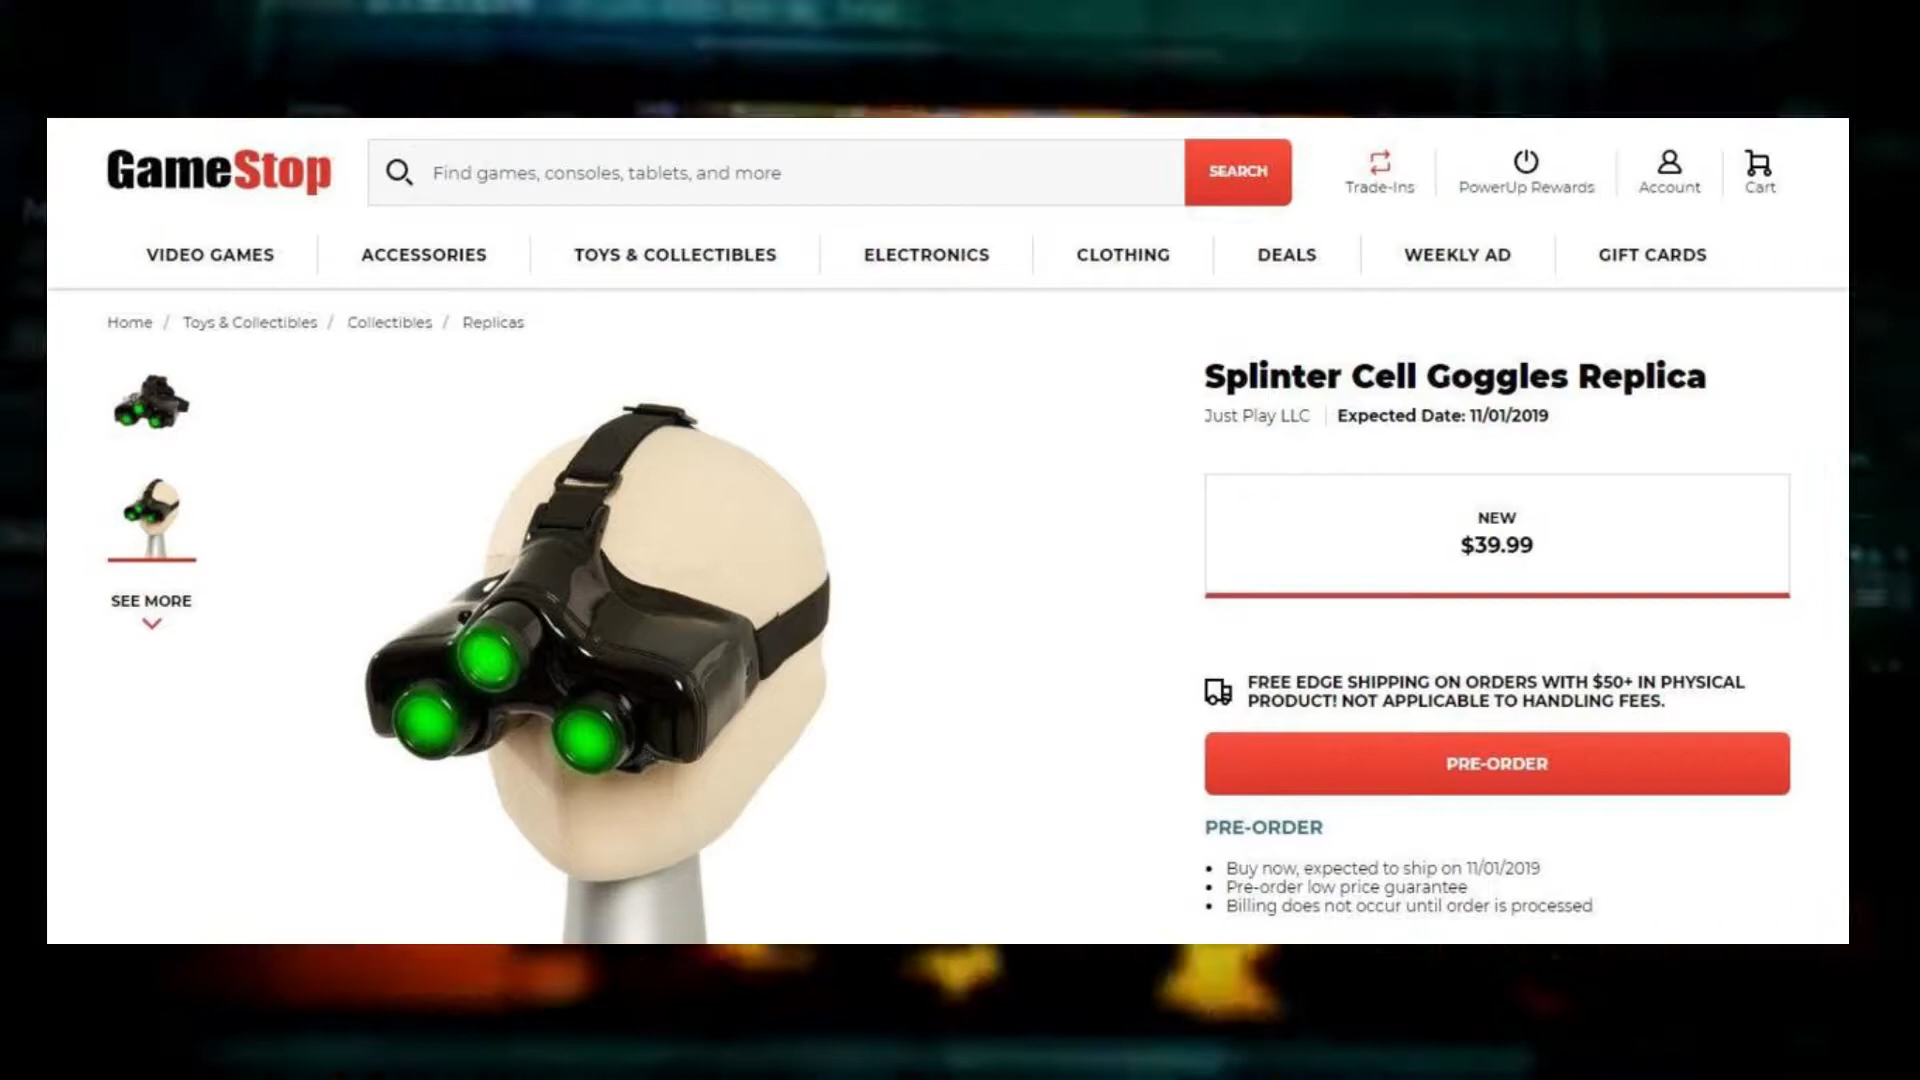 GameStop
Find games, consoles, tablets, and more
SEARCH
Trade-Ins
PowerUp Rewards
Account
Cart
VIDEO GAMES
ACCESSORIES
TOYS & COLLECTIBLES
ELECTRONICS
CLOTHING
DEALS
WEEKLY AD
GIFT CARDS
Home / Toys & Collectibles / Collectibles / Replicas
SEE MORE
Splinter Cell Goggles Replica
Just Play LLC | Expected Date: 11/01/2019
NEW
$39.99
FREE EDGE SHIPPING ON ORDERS WITH $50+ IN PHYSICAL
PRODUCT! NOT APPLICABLE TO HANDLING FEES.
PRE-ORDER
PRE-ORDER
• Buy now, expected to ship on 11/01/2019
• Pre-order low price guarantee
• Billing does not occur until order is processed